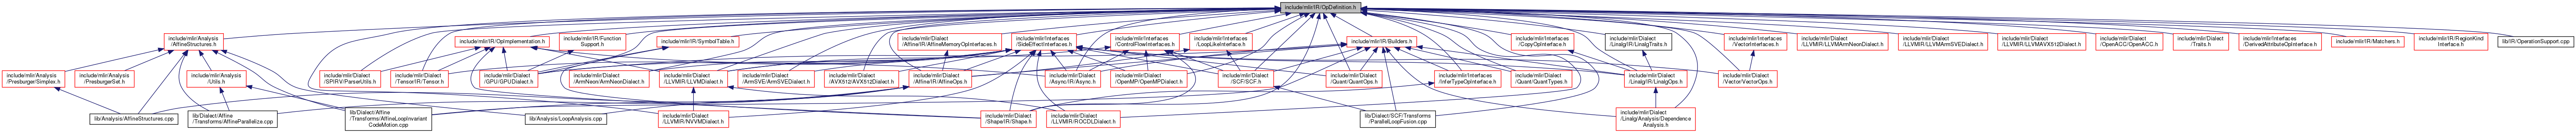 include/mlir/IR/OpDefinition.h
include/mlir/Analysis
/AffineStructures.h
include/mlir/IR/OpImplementation.h
include/mlir/IR/Function
Support.h
include/mlir/IR/SymbolTable.h
include/mlir/Dialect
/Affine/IR/AffineMemoryOpInterfaces.h
include/mlir/Interfaces
/SideEffectInterfaces.h
include/mlir/Interfaces
/ControlFlowInterfaces.h
include/mlir/Interfaces
/LoopLikeInterface.h
include/mlir/IR/Builders.h
include/mlir/Interfaces
/CopyOpInterface.h
include/mlir/Dialect
/Linalg/IR/LinalgTraits.h
include/mlir/Interfaces
/VectorInterfaces.h
include/mlir/Dialect
/LLVMIR/LLVMArmNeonDialect.h
include/mlir/Dialect
/LLVMIR/LLVMArmSVEDialect.h
include/mlir/Dialect
/LLVMIR/LLVMAVX512Dialect.h
include/mlir/Dialect
/OpenACC/OpenACC.h
include/mlir/Dialect
/Traits.h
include/mlir/Interfaces
/DerivedAttributeOpInterface.h
include/mlir/IR/Matchers.h
include/mlir/IR/RegionKind
Interface.h
lib/IR/OperationSupport.cpp
include/mlir/Analysis
/Presburger/Simplex.h
include/mlir/Analysis
/PresburgerSet.h
include/mlir/Analysis
/Utils.h
include/mlir/Dialect
/SPIRV/ParserUtils.h
include/mlir/Dialect
/Tensor/IR/Tensor.h
include/mlir/Dialect
/GPU/GPUDialect.h
include/mlir/Dialect
/ArmNeon/ArmNeonDialect.h
include/mlir/Dialect
/LLVMIR/LLVMDialect.h
include/mlir/Dialect
/ArmSVE/ArmSVEDialect.h
include/mlir/Dialect
/AVX512/AVX512Dialect.h
include/mlir/Dialect
/Affine/IR/AffineOps.h
include/mlir/Dialect
/Async/IR/Async.h
include/mlir/Dialect
/OpenMP/OpenMPDialect.h
include/mlir/Dialect
/SCF/SCF.h
include/mlir/Dialect
/Quant/QuantOps.h
include/mlir/Interfaces
/InferTypeOpInterface.h
include/mlir/Dialect
/Quant/QuantTypes.h
include/mlir/Dialect
/Linalg/IR/LinalgOps.h
include/mlir/Dialect
/Vector/VectorOps.h
lib/Analysis/AffineStructures.cpp
lib/Dialect/Affine
/Transforms/AffineParallelize.cpp
lib/Dialect/Affine
/Transforms/AffineLoopInvariant
CodeMotion.cpp
lib/Analysis/LoopAnalysis.cpp
include/mlir/Dialect
/LLVMIR/NVVMDialect.h
include/mlir/Dialect
/Shape/IR/Shape.h
include/mlir/Dialect
/LLVMIR/ROCDLDialect.h
lib/Dialect/SCF/Transforms
/ParallelLoopFusion.cpp
include/mlir/Dialect
/Linalg/Analysis/Dependence
Analysis.h